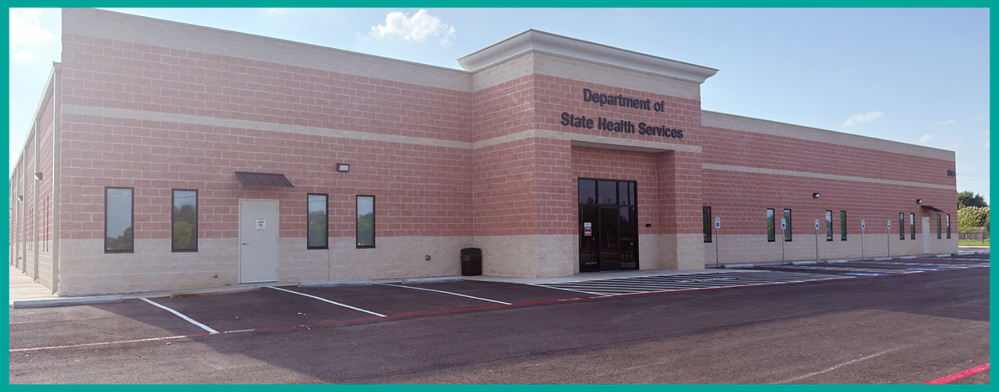 Department of
State Health Services